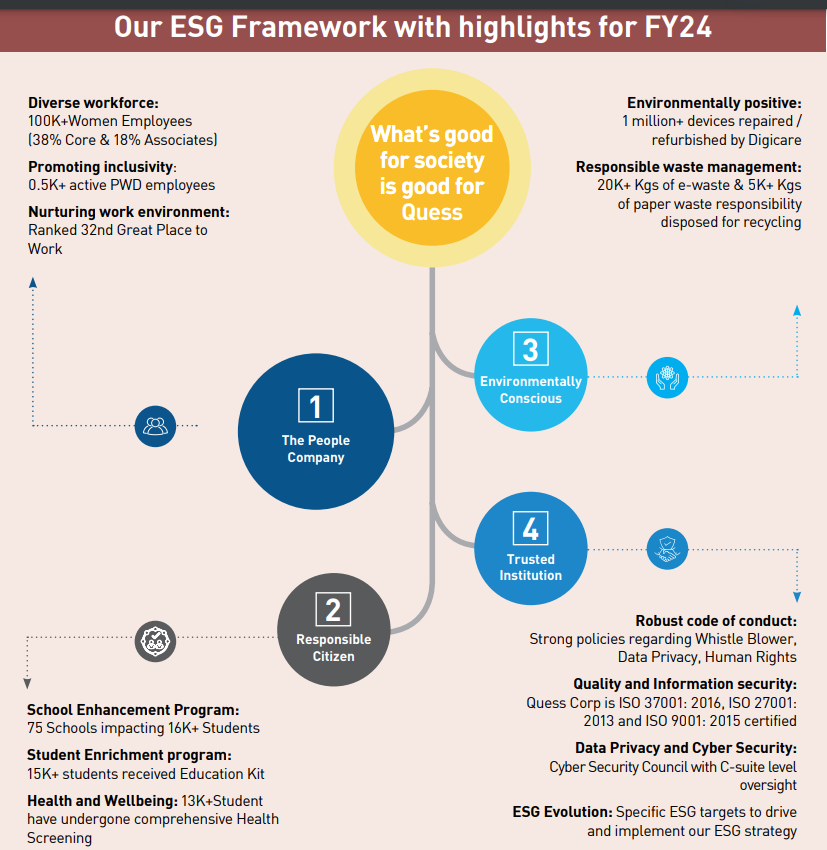 Our ESG Framework with highlights for FY24
Diverse workforce:
100K+Women Employees
(38% Core & 18% Associates)
Promoting inclusivity:
0.5K+ active PWD employees
Nurturing work environment:
Ranked 32nd Great Place to
Work
What's good
for society
is good for
Quess
Environmentally positive:
1 million+ devices repaired /
refurbished by Digicare
Responsible waste management:
20K+ Kgs of e-waste & 5K+ Kgs
of paper waste responsibility
disposed for recycling
1
The People
Company
3
Environmentally
Conscious
4
Trusted
Institution
2
Responsible
Citizen
School Enhancement Program:
75 Schools impacting 16K+ Students
Student Enrichment program:
15K+ students received Education Kit
Health and Wellbeing: 13K+Student
have undergone comprehensive Health
Screening
Robust code of conduct:
Strong policies regarding Whistle Blower,
Data Privacy, Human Rights
Quality and Information security:
Quess Corp is ISO 37001: 2016, ISO 27001:
2013 and ISO 9001: 2015 certified
Data Privacy and Cyber Security:
Cyber Security Council with C-suite level
oversight
ESG Evolution: Specific ESG targets to drive
and implement our ESG strategy